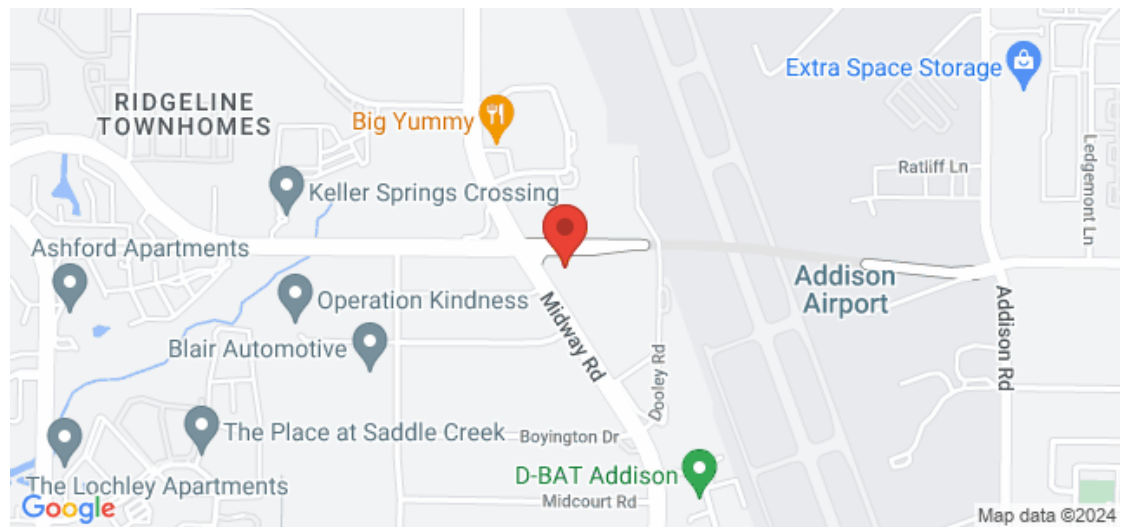 Extra Space Storage
RIDGELINE
TOWNHOMES
Big Yummy
Ratliff Ln
Ledgemont Ln
Keller Springs Crossing
Ashford Apartments
Addison
Airport
Operation Kindness
Midway Rd
Addison Rd
Blair Automotive
Dooley Rd
The Place at Saddle Creek
Boyington Dr
D-BAT Addison
The Lochley Apartments
Midcourt Rd
Google
Map data ©2024